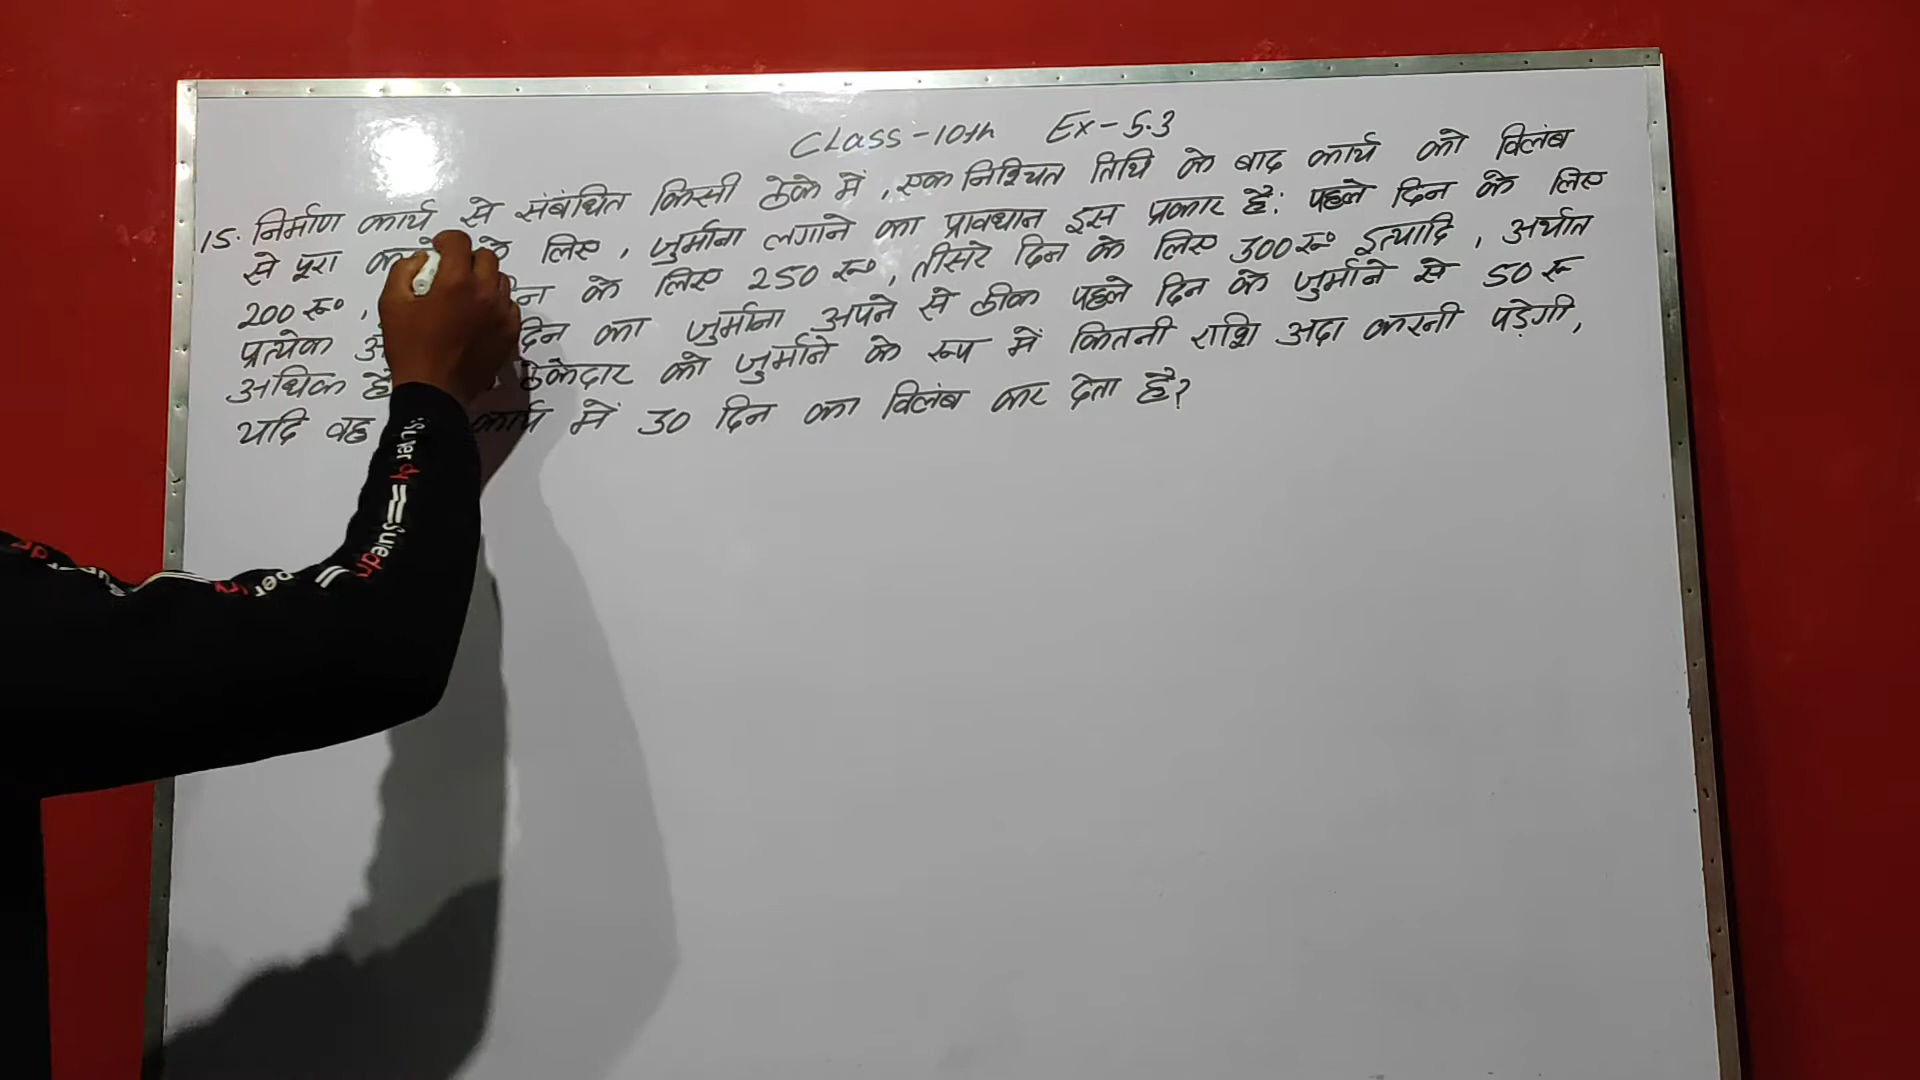 CLASS-10th Ex-5.3
15. निर्माण कार्य से संबंधित किसी ठेके में, एक निश्चित तिथि के बाद कार्य को विलंब
से पूरा के लिए, जुर्माना लगाने का प्रावधान इस प्रकार है: पहले दिन के लिए
200 रू०, के लिए 250 रू०, तीसरे दिन के लिए 300 रू० इत्यादि, अर्थात
प्रत्येक दिन का जुर्माना अपने से ठीक पहले दिन के जुर्माने से 50 रू
अधिक ठेकेदार को जुर्माने के रूप में कितनी राशि अदा करनी पड़ेगी,
यदि वह कार्य में 30 दिन का विलंब कर देता है?